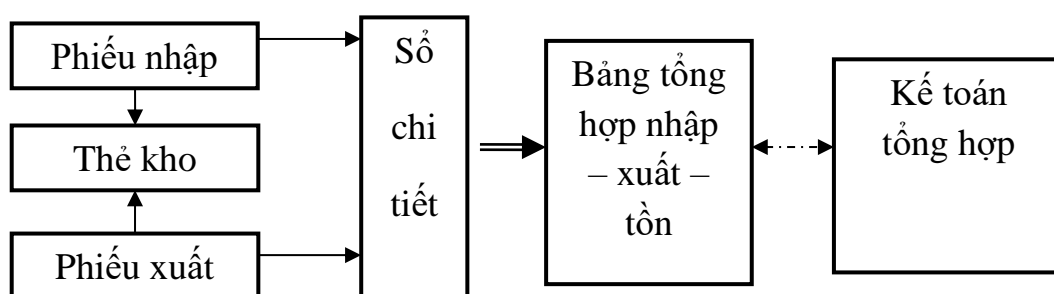 Phiếu nhập
Thẻ kho
Phiếu xuất
Sổ
chi
tiết
Bảng tổng
hợp nhập
– xuất –
tồn
Kế toán
tổng hợp